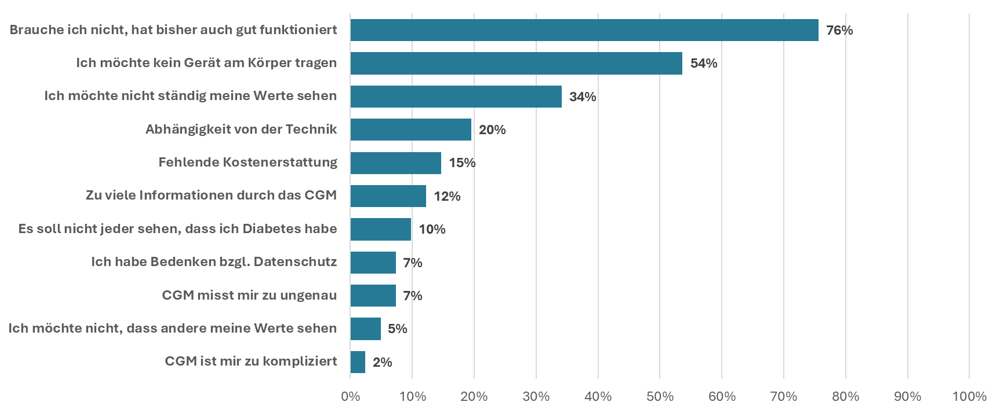 Brauche ich nicht, hat bisher auch gut funktioniert 76%
Ich möchte kein Gerät am Körper tragen 54%
Ich möchte nicht ständig meine Werte sehen 34%
Abhängigkeit von der Technik 20%
Fehlende Kostenerstattung 15%
Zu viele Informationen durch das CGM 12%
Es soll nicht jeder sehen, dass ich Diabetes habe 10%
Ich habe Bedenken bzgl. Datenschutz 7%
CGM misst mir zu ungenau 7%
Ich möchte nicht, dass andere meine Werte sehen 5%
CGM ist mir zu kompliziert 2%
0% 10% 20% 30% 40% 50% 60% 70% 80% 90% 100%